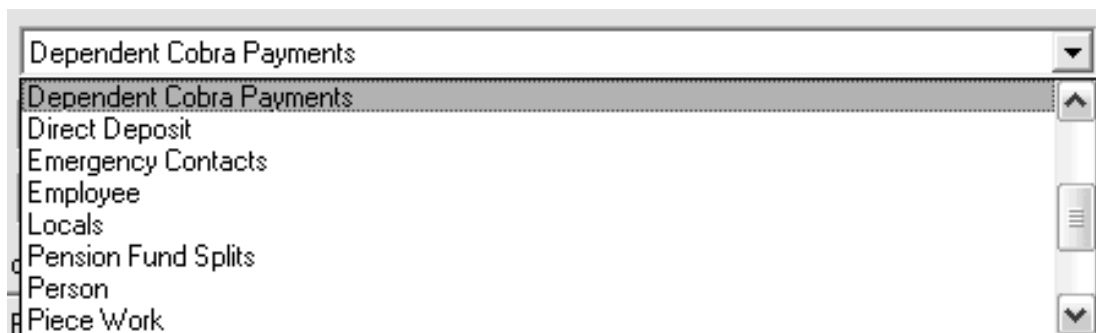 Dependent Cobra Payments
Dependent Cobra Payments
Direct Deposit
Emergency Contacts
Employee
Locals
Pension Fund Splits
Person
Piece Work